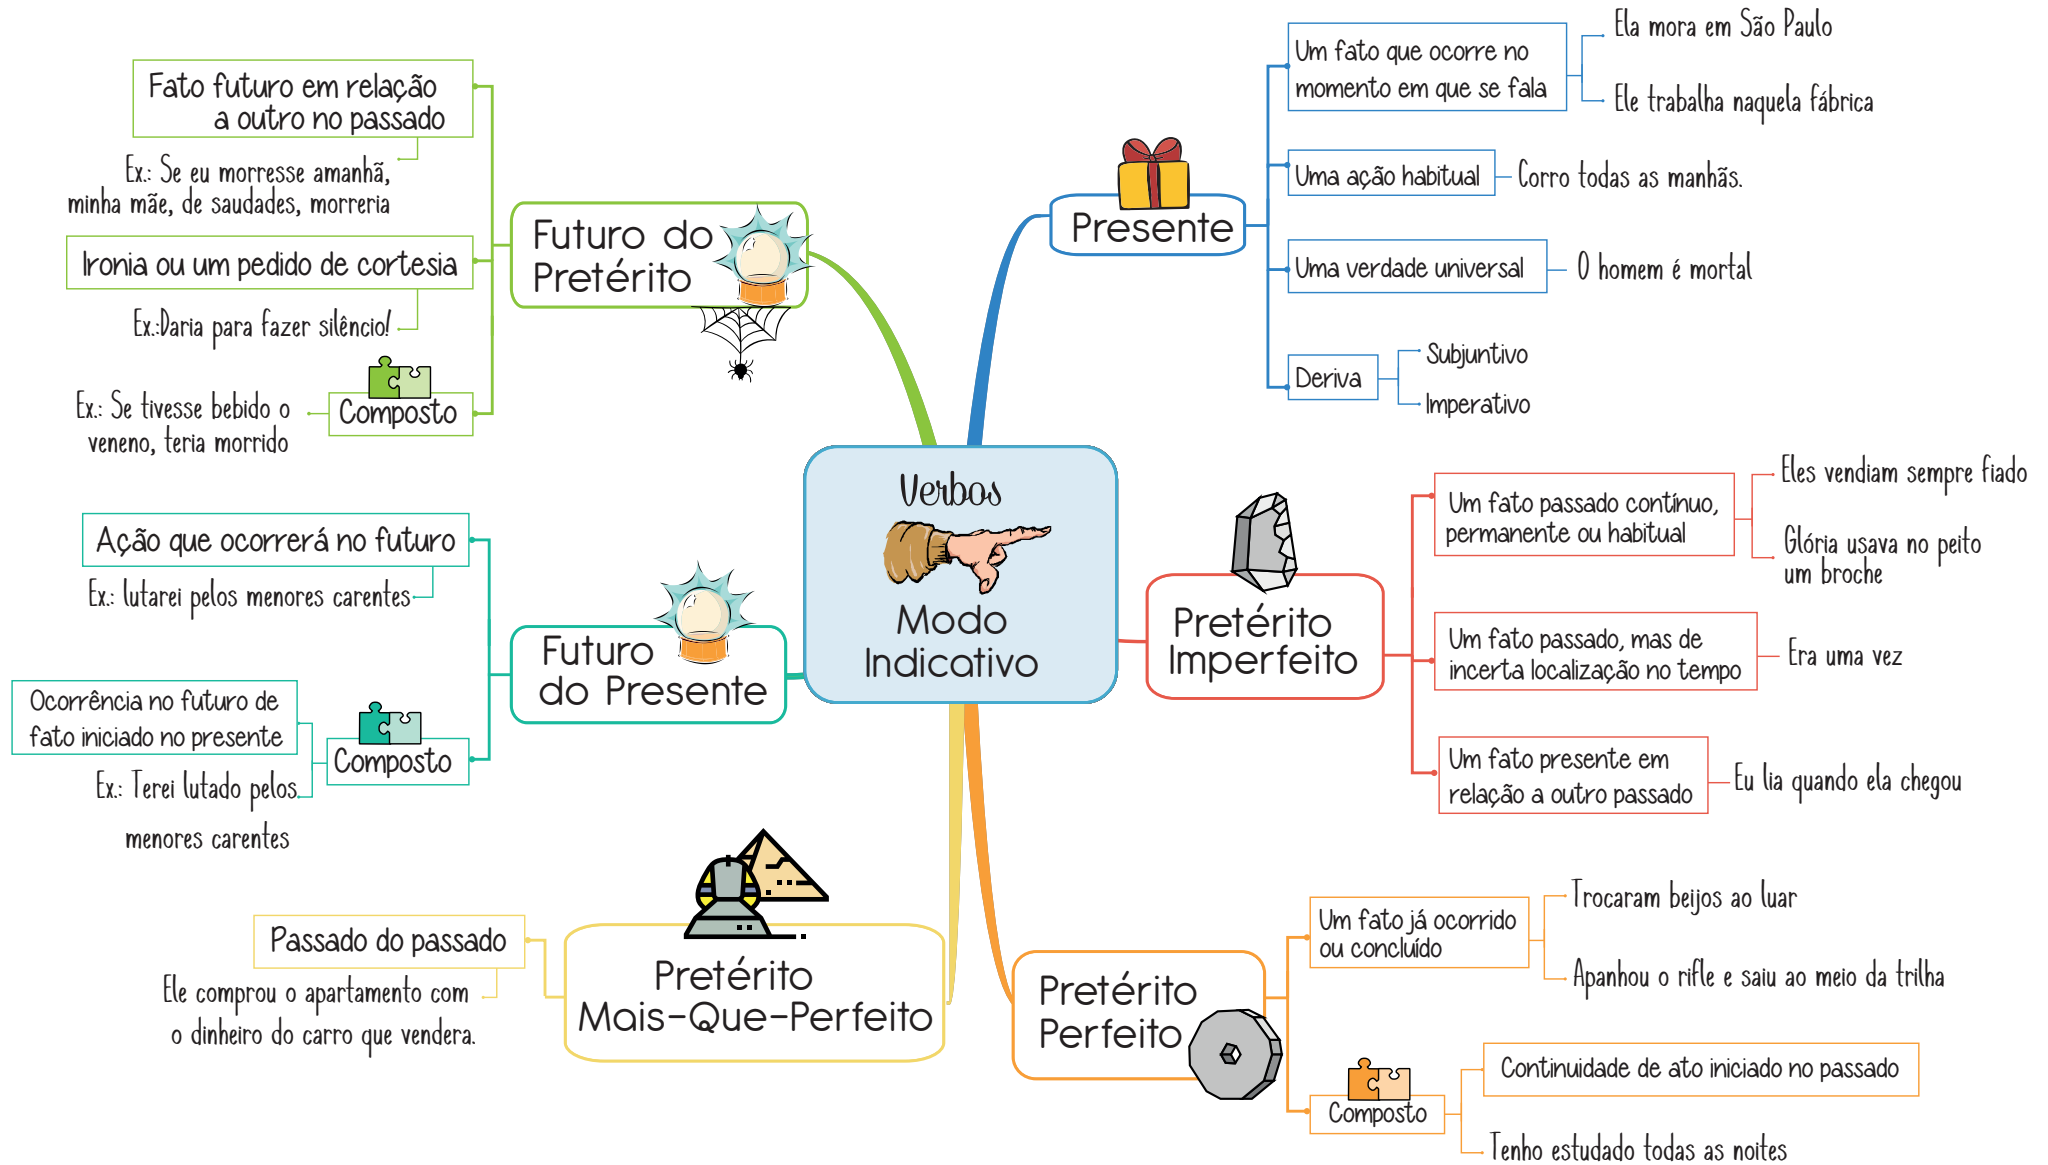 Verbos
Modo
Indicativo
Presente
Um fato que ocorre no
momento em que se fala
Ela mora em São Paulo
Ele trabalha naquela fábrica
Uma ação habitual
Corro todas as manhãs.
Uma verdade universal
O homem é mortal
Deriva
Subjuntivo
Imperativo
Pretérito
Imperfeito
Um fato passado contínuo,
permanente ou habitual
Eles vendiam sempre fiado
Glória usava no peito
um broche
Um fato passado, mas de
incerta localização no tempo
Era uma vez
Um fato presente em
relação a outro passado
Eu lia quando ela chegou
Pretérito
Perfeito
Um fato já ocorrido
ou concluído
Trocaram beijos ao luar
Apanhou o rifle e saiu ao meio da trilha
Composto
Continuidade de ato iniciado no passado
Tenho estudado todas as noites
Pretérito
Mais-Que-Perfeito
Passado do passado
Ele comprou o apartamento com
o dinheiro do carro que vendera.
Futuro
do Presente
Ação que ocorrerá no futuro
Ex.: lutarei pelos menores carentes
Composto
Ocorrência no futuro de
fato iniciado no presente
Ex.: Terei lutado pelos
menores carentes
Futuro do
Pretérito
Fato futuro em relação
a outro no passado
Ex.: Se eu morresse amanhã,
minha mãe, de saudades, morreria
Ironia ou um pedido de cortesia
Ex.:Daria para fazer silêncio!
Composto
Ex.: Se tivesse bebido o
veneno, teria morrido